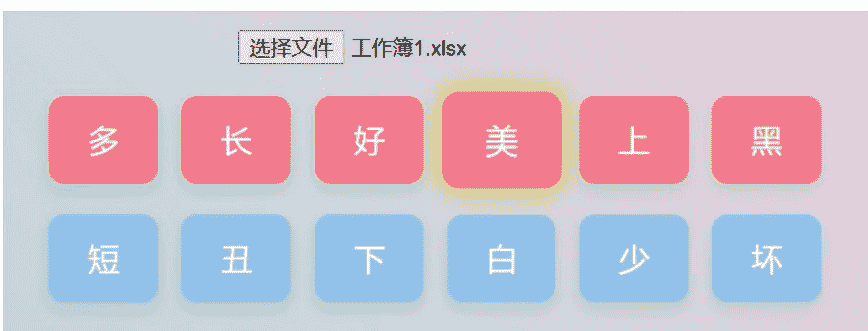 选择文件 工作簿1.xlsx
多 长 好 美 上 黑
短 丑 下 白 少 坏